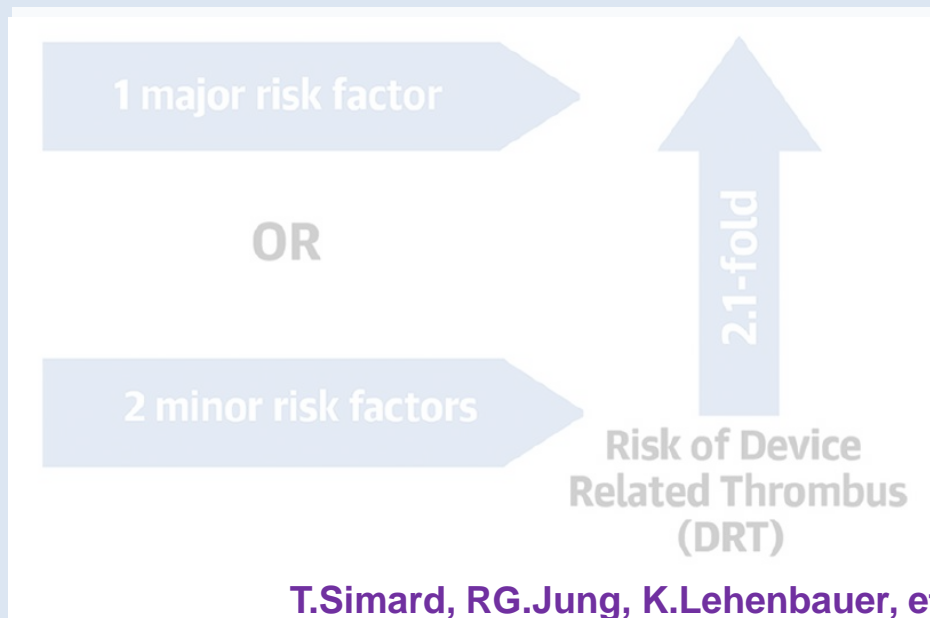 1 major risk factor
OR
2 minor risk factors
2.1-fold
Risk of Device
Related Thrombus
(DRT)
T.Simard, RG.Jung, K.Lehenbauer,